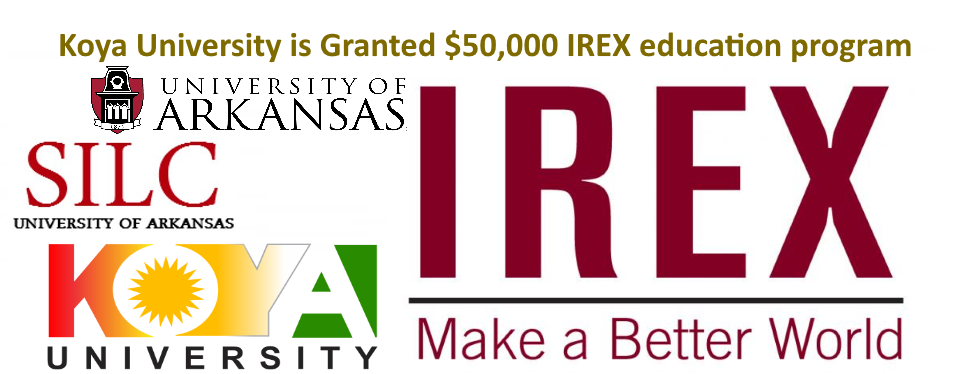 Koya University is Granted $50,000 IREX education program
UNIVERSITY OF
ARKANSAS
SILC
UNIVERSITY OF ARKANSAS
KOYA
UNIVERSITY
IREX
Make a Better World